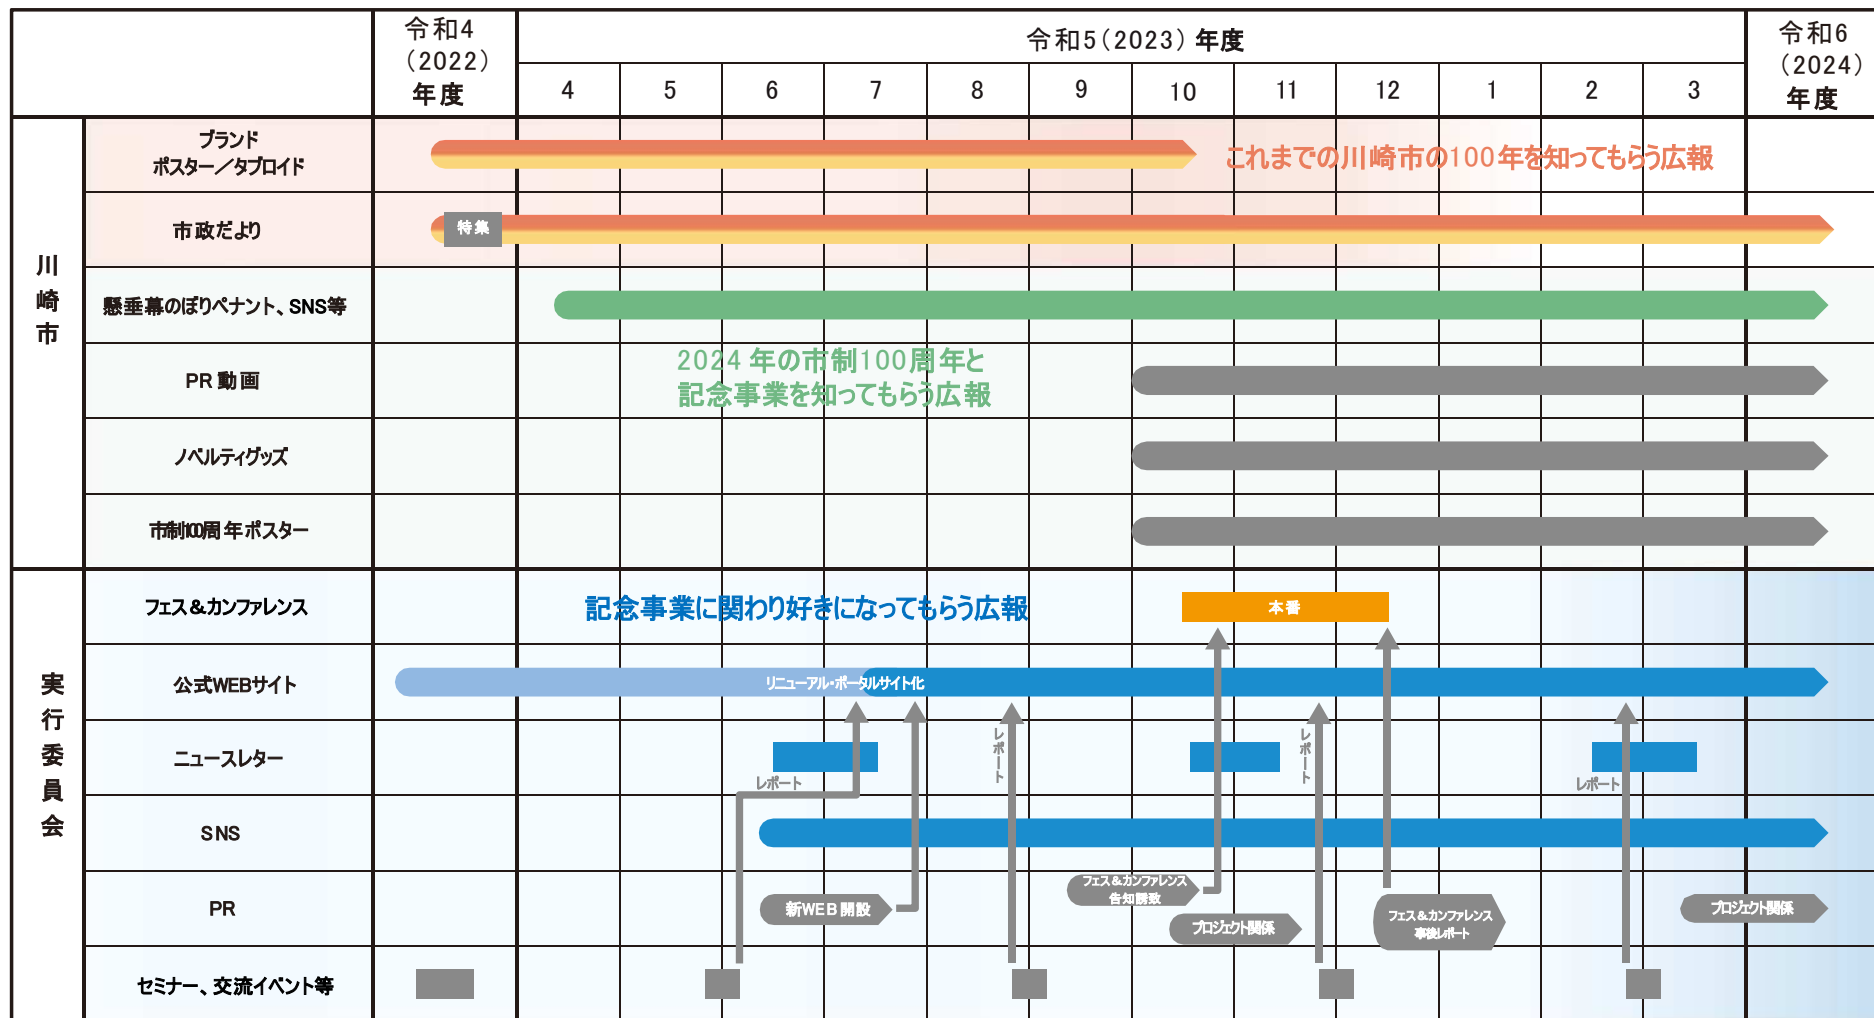 令和4
（2022）
年度
令和5（2023）年度
令和6
（2024）
年度
4 5 6 7 8 9 10 11 12 1 2 3
川崎市
ブランド
ポスター／タブロイド
これまでの川崎市の100年を知ってもらう広報
市政だより
特集
懸垂幕のぼりペナント、SNS等
2024 年の市制100周年と
記念事業を知ってもらう広報
PR 動画
ノベルティグッズ
市制100周年ポスター
実行委員会
フェス＆カンファレンス
記念事業に関わり好きになってもらう広報
本番
公式WEBサイト
リニューアル・ポータルサイト化
ニュースレター
レポート
レポート
レポート
レポート
SNS
PR
新WEB 開設
フェス＆カンファレンス
告知誘致
プロジェクト関係
フェス＆カンファレンス
事後レポート
プロジェクト関係
セミナー、交流イベント等